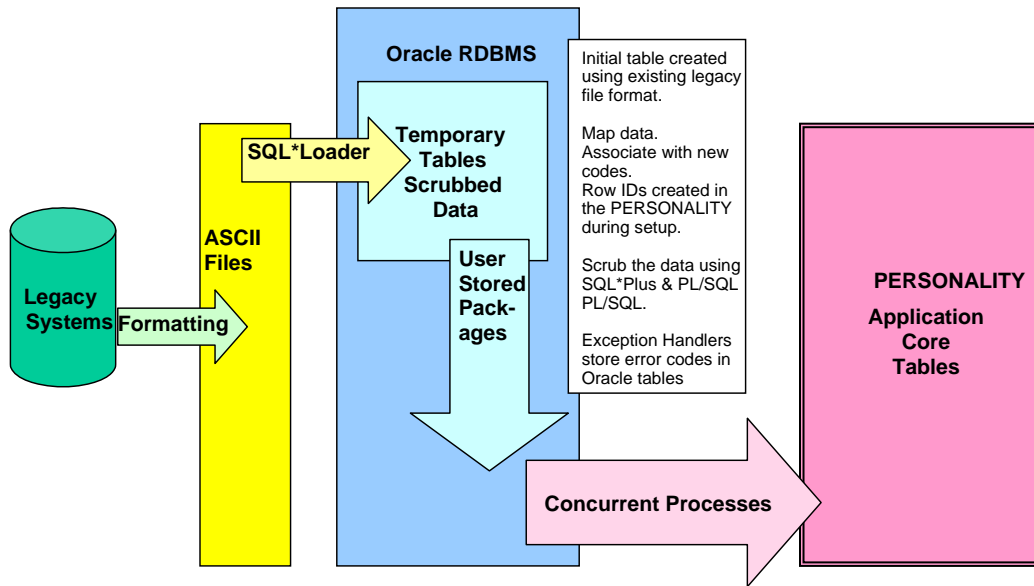 Legacy
Systems
Formatting
ASCII
Files
SQL*Loader
Oracle RDBMS
Temporary
Tables
Scrubbed
Data
User
Stored
Pack-
ages
Initial table created
using existing legacy
file format.
Map data.
Associate with new
codes.
Row IDs created in
the PERSONALITY
during setup.
Scrub the data using
SQL*Plus & PL/SQL
PL/SQL.
Exception Handlers
store error codes in
Oracle tables
Concurrent Processes
PERSONALITY
Application
Core
Tables